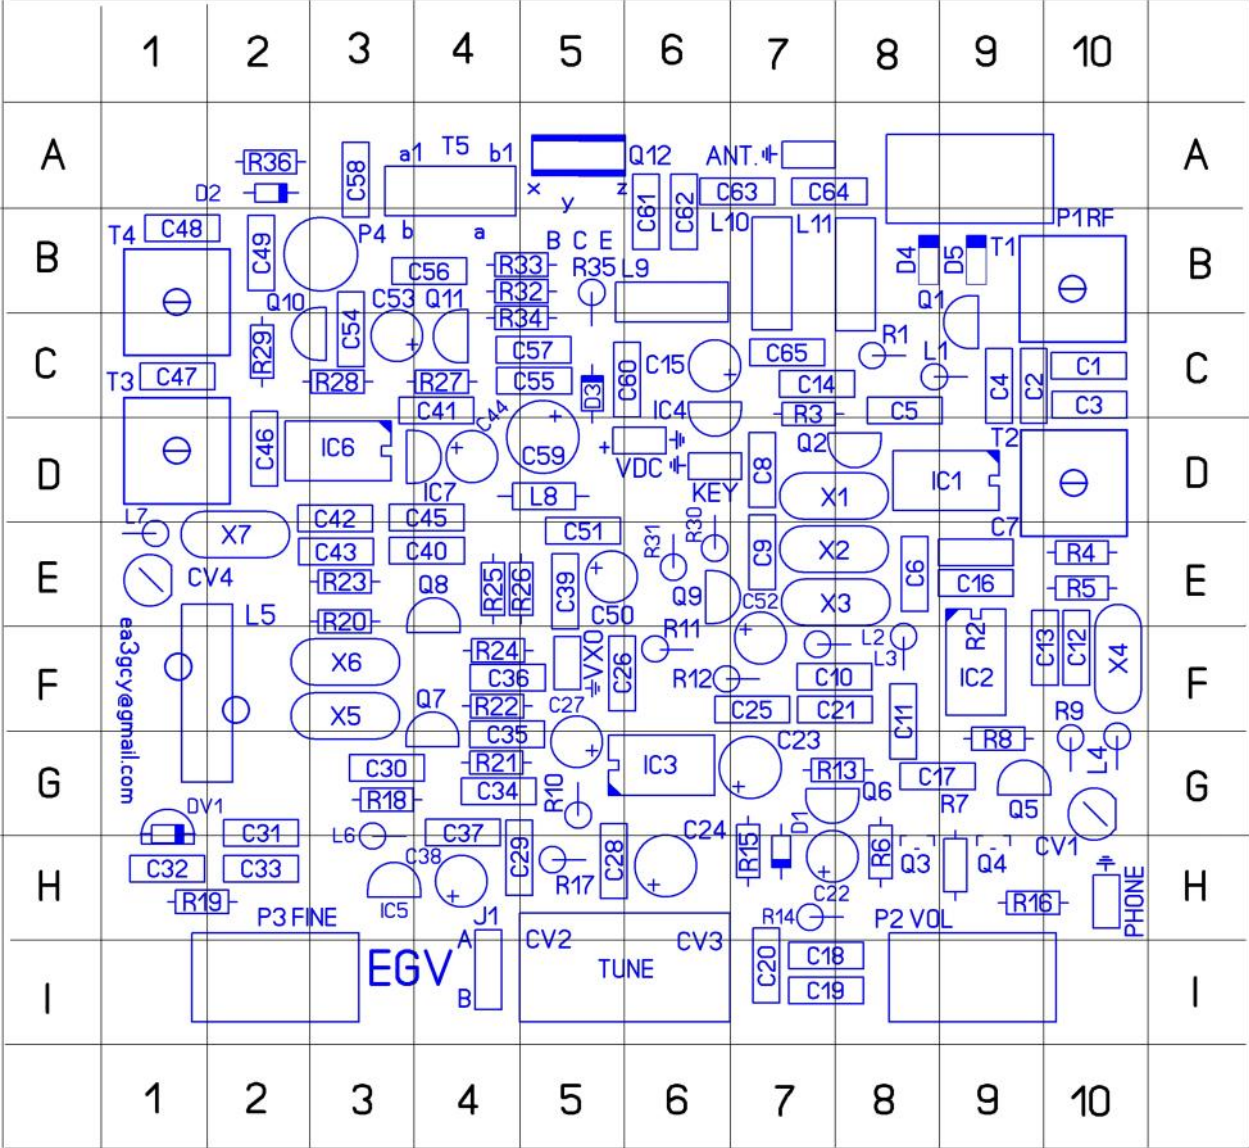 1 2 3 4 5 6 7 8 9 10
A A
R36 C58 a1 T5 b1 Q12 ANT.
D2 x y z C61 C62 C63 C64
B B
T4 C48 C49 P4 b a B C E L10 L11 P1RF
C56 R33 R35 L9 D4 D5 T1
Q10 C53 Q11 R32 Q1
C54 R34
C C
R29 C57 C60 C15 C65 R1 L1 C4 C2 C1
T3 C47 R28 R27 C55 D3 C14
C41 C44 IC4 R3 C5 C3
D D
C46 IC6 C59 VDC C8 Q2 IC1 T2
+ + + +
IC7 L8 KEY X1
L7 X7 C42 C45 C51 R31 R30 C7
E E
CV4 C43 C40 C9 X2 C6 C16 R4
R23 Q8 R25 R26 C39 C50 Q9 C52 X3 R5
L5 R20
ea3gcy@gmail.com
F F
X6 R24 VXO C26 R11 L2 L3 R2 IC2 C13 C12 X4
C36 R12 C10
X5 Q7 R22 C27 C25 C21 C11 R9
C35 C23 R8 L4
G G
C30 R21 IC3 R13 C17
R18 C34 R10 Q6 R7 Q5
DV1 C31 L6 C37 C24 D1 CV1
H H
C32 C33 C38 C29 R17 C28 R15 R6 Q3 Q4
R19 IC5 C22 R16 PHONE
P3 FINE J1 R14 P2 VOL
I I
EGV A B CV2 CV3 TUNE C20 C18 C19
1 2 3 4 5 6 7 8 9 10